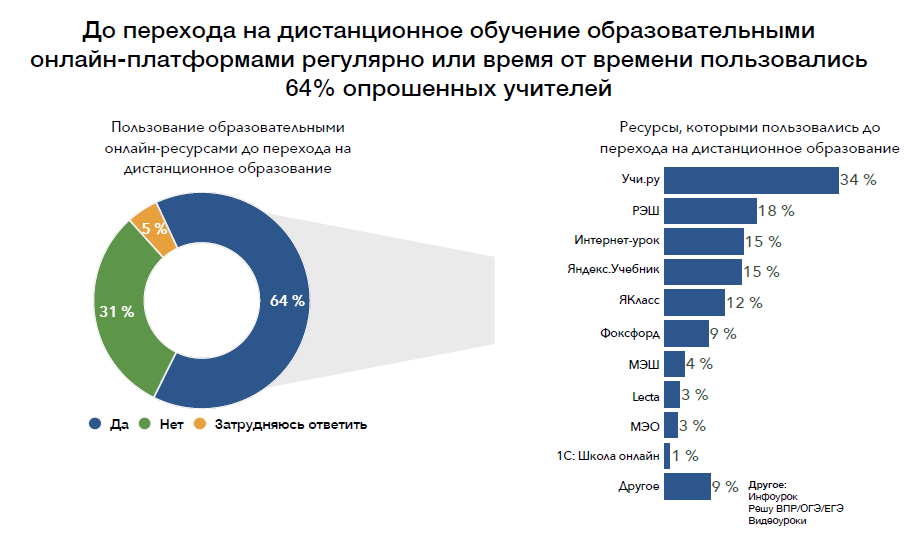 До перехода на дистанционное обучение образовательными
онлайн-платформами регулярно или время от времени пользовались
64% опрошенных учителей
Пользование образовательными
онлайн-ресурсами до перехода на
дистанционное образование
5 %
31 %
64 %
Да
Нет
Затрудняюсь ответить
Ресурсы, которыми пользовались до
перехода на дистанционное образование
Учи.ру 34 %
РЭШ 18 %
Интернет-урок 15 %
Яндекс.Учебник 15 %
ЯКласс 12 %
Фоксфорд 9 %
МЭШ 4 %
Lecta 3 %
МЭО 3 %
1С: Школа онлайн 1 %
Другое 9 %
Другое:
Инфоурок
Решу ВПР/ОГЭ/ЕГЭ
Видеоуроки